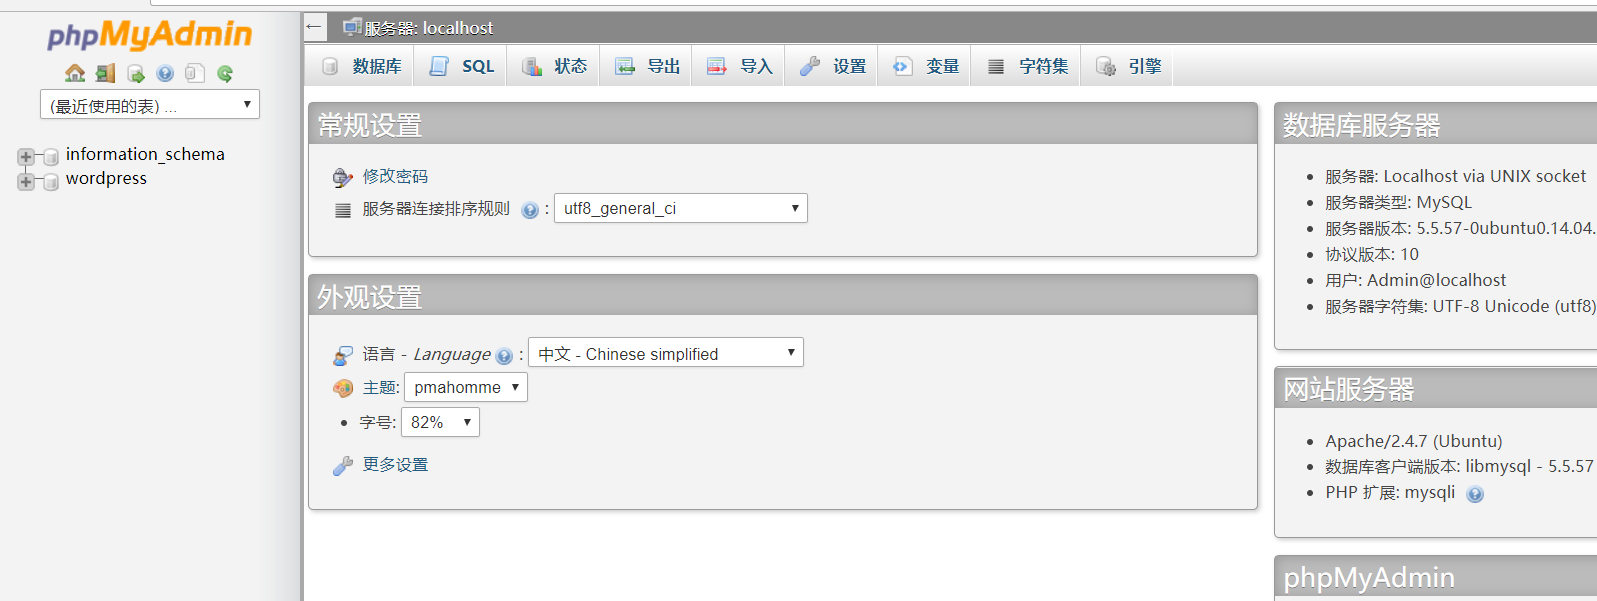 phpMyAdmin
(最近使用的表) ...
information_schema
wordpress
服务器: localhost
数据库 SQL 状态 导出 导入 设置 变量 字符集 引擎
常规设置
修改密码
服务器连接排序规则 : utf8_general_ci
外观设置
语言 - Language : 中文 - Chinese simplified
主题: pmahomme
字号: 82%
更多设置
数据库服务器
服务器: Localhost via UNIX socket
服务器类型: MySQL
服务器版本: 5.5.57-0ubuntu0.14.04.
协议版本: 10
用户: Admin@localhost
服务器字符集: UTF-8 Unicode (utf8)
网站服务器
Apache/2.4.7 (Ubuntu)
数据库客户端版本: libmysql - 5.5.57
PHP 扩展: mysqli
phpMyAdmin